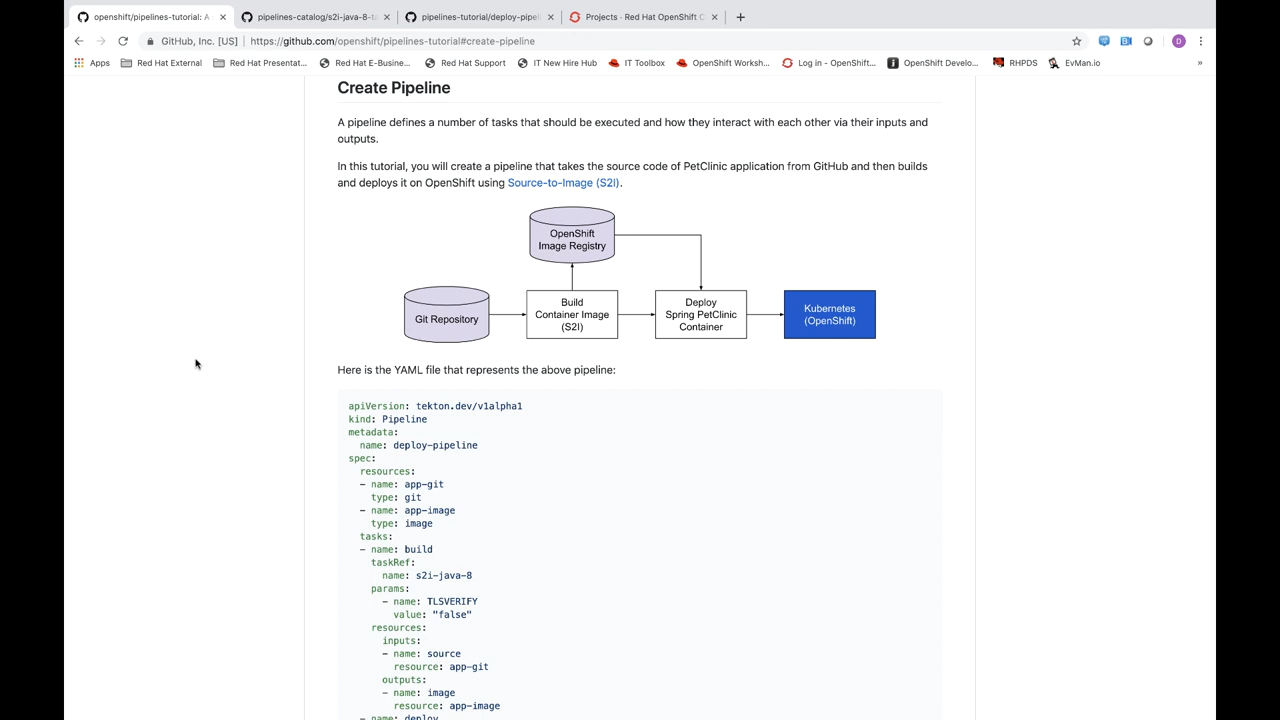 openshift/pipelines-tutorial: A
pipelines-catalog/s2i-java-8-ta
pipelines-tutorial/deploy-pipel
Projects · Red Hat OpenShift C
GitHub, Inc. [US]
https://github.com/openshift/pipelines-tutorial#create-pipeline
D
Apps
Red Hat External
Red Hat Presentat...
Red Hat E-Busine...
Red Hat Support
IT New Hire Hub
IT Toolbox
OpenShift Worksh...
Log in - OpenShift...
OpenShift Develo...
RHPDS
EvMan.io
»
Create Pipeline
A pipeline defines a number of tasks that should be executed and how they interact with each other via their inputs and
outputs.
In this tutorial, you will create a pipeline that takes the source code of PetClinic application from GitHub and then builds
and deploys it on OpenShift using Source-to-Image (S2I).
OpenShift
Image Registry
Git Repository
Build
Container Image
(S2I)
Deploy
Spring PetClinic
Container
Kubernetes
(OpenShift)
Here is the YAML file that represents the above pipeline:
apiVersion: tekton.dev/v1alpha1
kind: Pipeline
metadata:
  name: deploy-pipeline
spec:
  resources:
  - name: app-git
    type: git
  - name: app-image
    type: image
  tasks:
  - name: build
    taskRef:
      name: s2i-java-8
    params:
      - name: TLSVERIFY
        value: "false"
    resources:
      inputs:
      - name: source
        resource: app-git
      outputs:
      - name: image
        resource: app-image
  - name: deploy